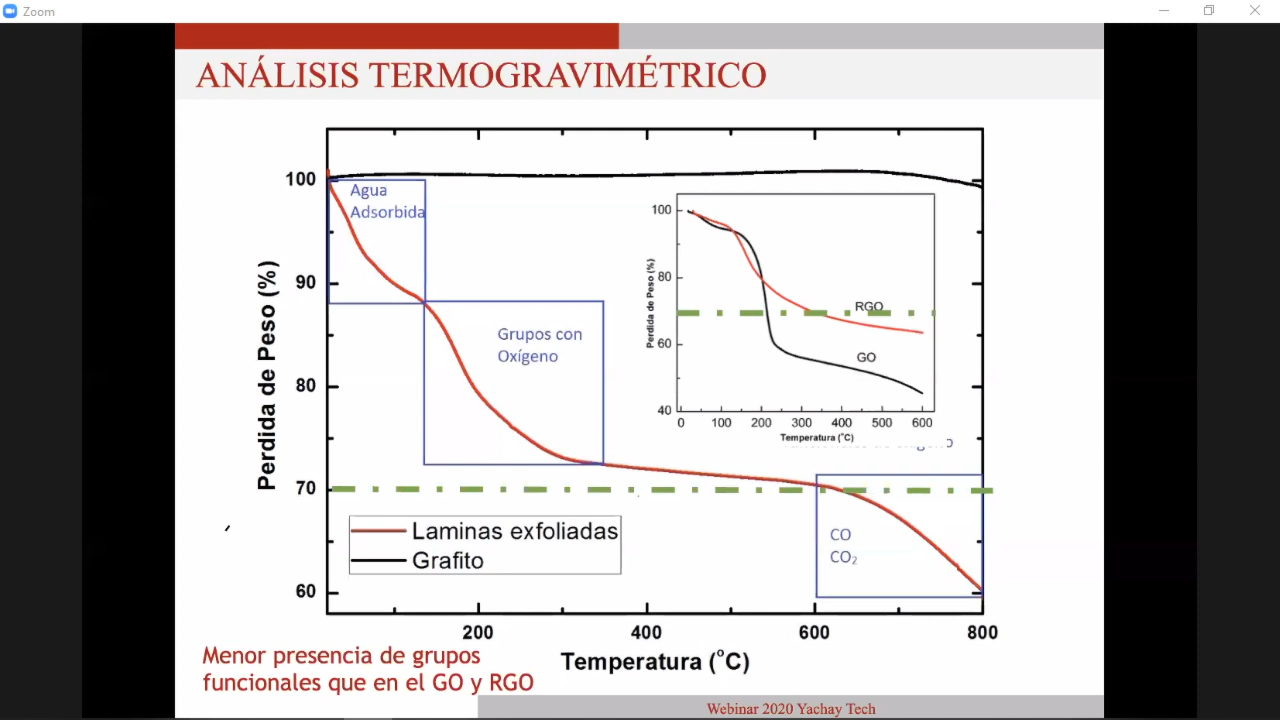 Zoom
ANÁLISIS TERMOGRAVIMÉTRICO
100
90
80
70
60
Perdida de Peso (%)
Agua
Adsorbida
Grupos con
Oxígeno
CO
CO₂
Laminas exfoliadas
Grafito
200
400
600
800
Temperatura (°C)
100
80
60
40
Perdida de Peso (%)
RGO
GO
0 100 200 300 400 500 600
Temperatura (°C)
Menor presencia de grupos
funcionales que en el GO y RGO
Webinar 2020 Yachay Tech